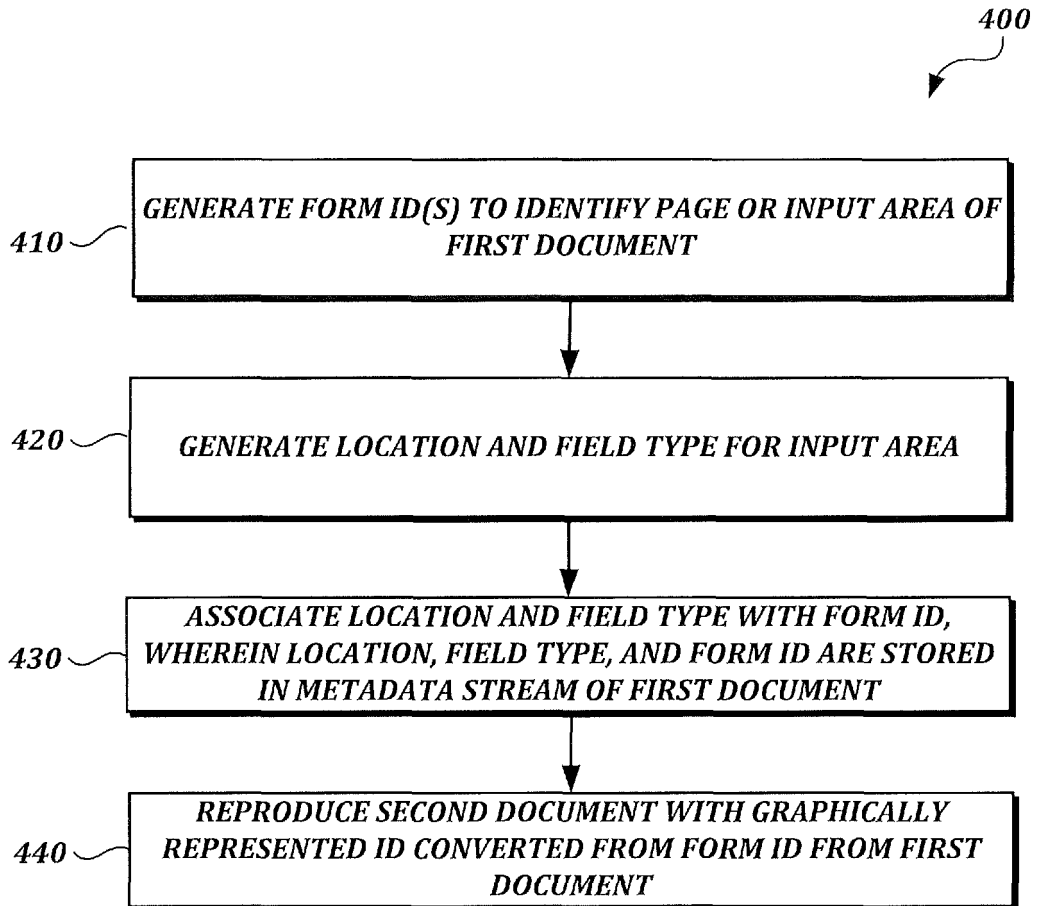 400
GENERATE FORM ID(S) TO IDENTIFY PAGE OR INPUT AREA OF
FIRST DOCUMENT
410
GENERATE LOCATION AND FIELD TYPE FOR INPUT AREA
420
ASSOCIATE LOCATION AND FIELD TYPE WITH FORM ID,
WHEREIN LOCATION, FIELD TYPE, AND FORM ID ARE STORED
IN METADATA STREAM OF FIRST DOCUMENT
430
REPRODUCE SECOND DOCUMENT WITH GRAPHICALLY
REPRESENTED ID CONVERTED FROM FORM ID FROM FIRST
DOCUMENT
440